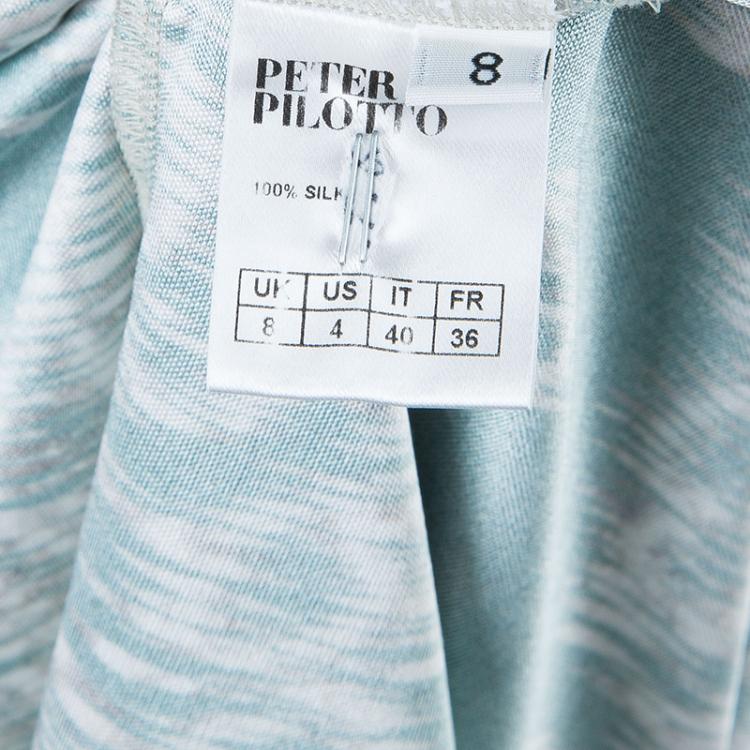 8
PETER
PILOTTO
100% SILK
UK US IT FR
8 4 40 36